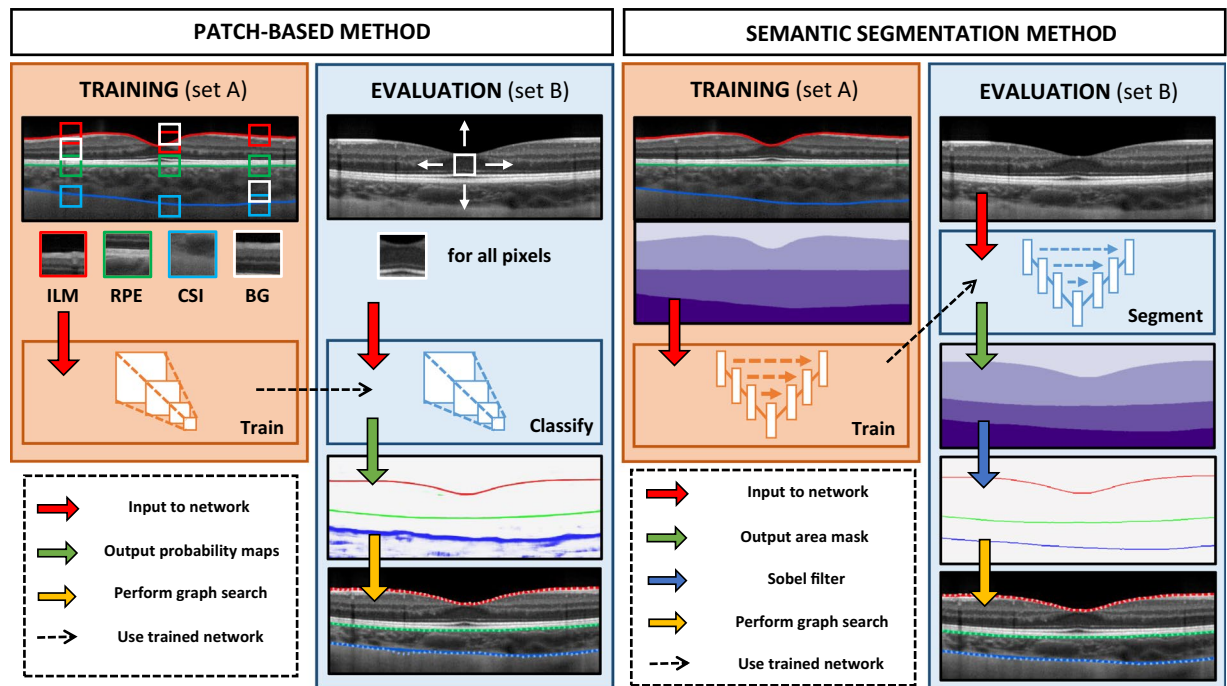 PATCH-BASED METHOD
TRAINING (set A)
ILM
RPE
CSI
BG
Train
EVALUATION (set B)
for all pixels
Classify
Input to network
Output probability maps
Perform graph search
Use trained network
SEMANTIC SEGMENTATION METHOD
TRAINING (set A)
Train
EVALUATION (set B)
Segment
Input to network
Output area mask
Sobel filter
Perform graph search
Use trained network